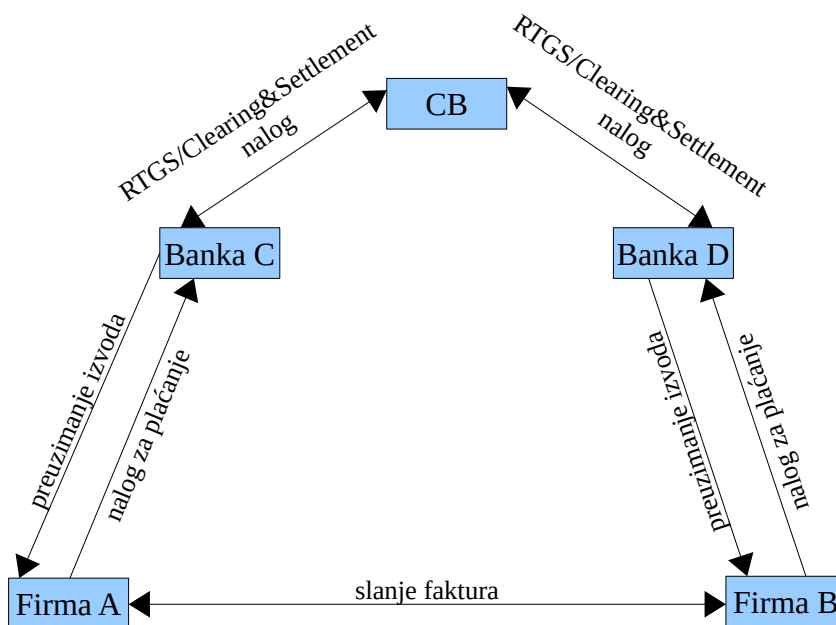 RTGS/Clearing&Settlement
nalog
RTGS/Clearing&Settlement
nalog
CB
Banka C
Banka D
preuzimanje izvoda
nalog za plaćanje
preuzimanje izvoda
nalog za plaćanje
slanje faktura
Firma A
Firma B